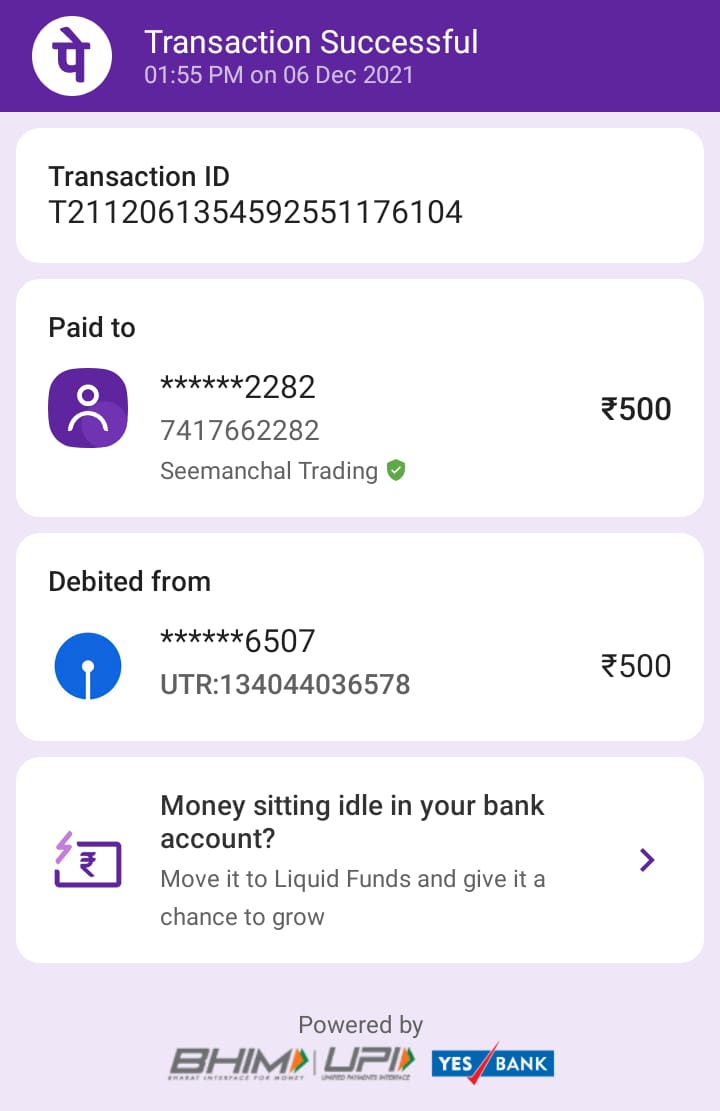 पे
Transaction Successful
01:55 PM on 06 Dec 2021
Transaction ID
T2112061354592551176104
Paid to
******2282
₹500
7417662282
Seemanchal Trading
Debited from
******6507
₹500
UTR:134044036578
Money sitting idle in your bank
account?
₹
Move it to Liquid Funds and give it a
chance to grow
Powered by
BHIM UPI YES BANK
BHARAT INTERFACE FOR MONEY UNIFIED PAYMENTS INTERFACE